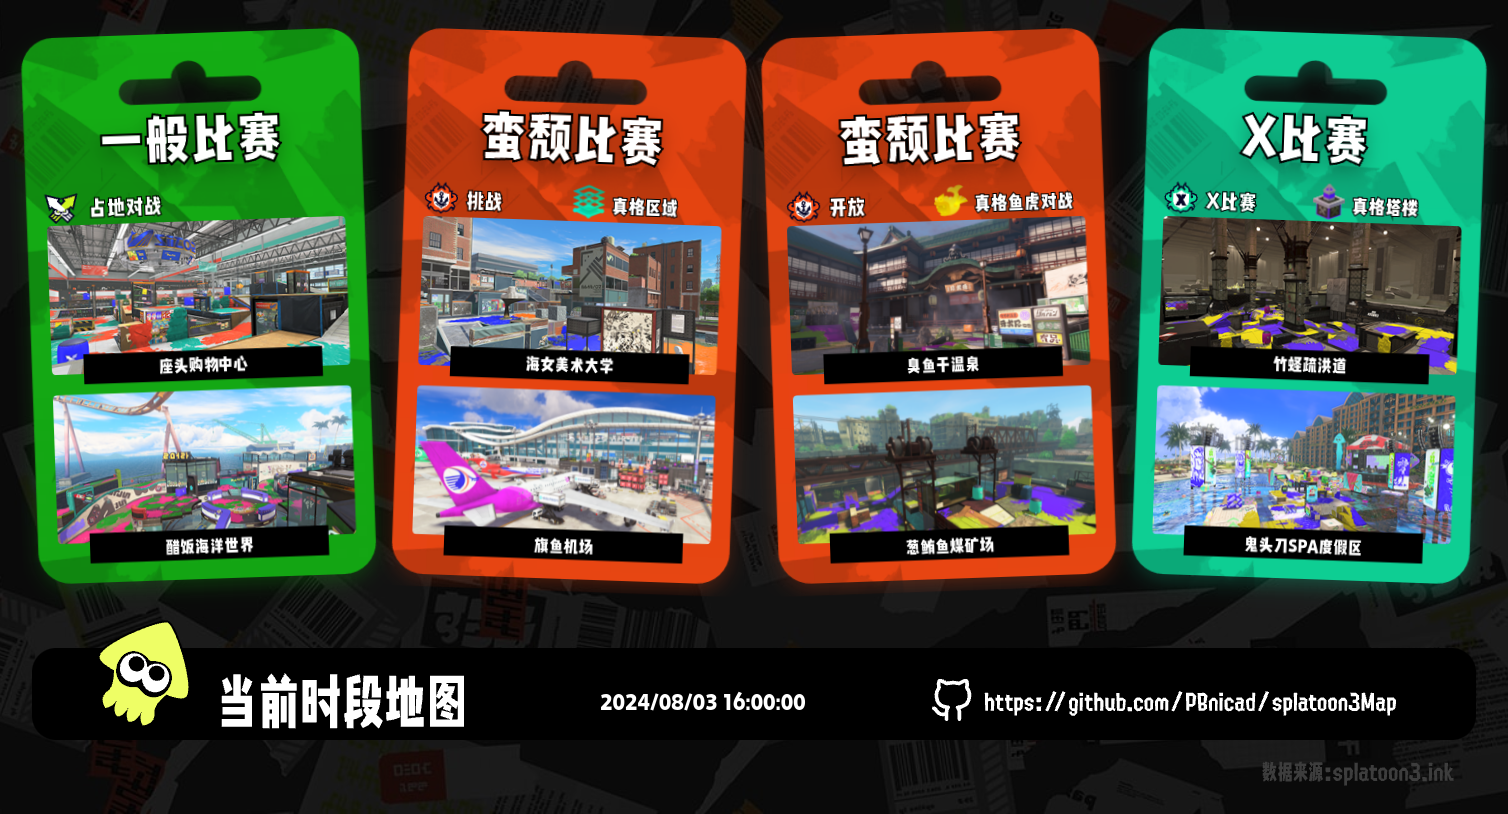 一般比赛
占地对战
座头购物中心
醋饭海洋世界
蛮颓比赛
挑战
真格区域
海女美术大学
旗鱼机场
蛮颓比赛
开放
真格鱼虎对战
臭鱼干温泉
葱鲔鱼煤矿场
X比赛
X比赛
真格塔楼
竹蛏疏洪道
鬼头刀SPA度假区
当前时段地图
2024/08/03 16:00:00
https://github.com/PBnicad/splatoon3Map
数据来源:splatoon3.ink